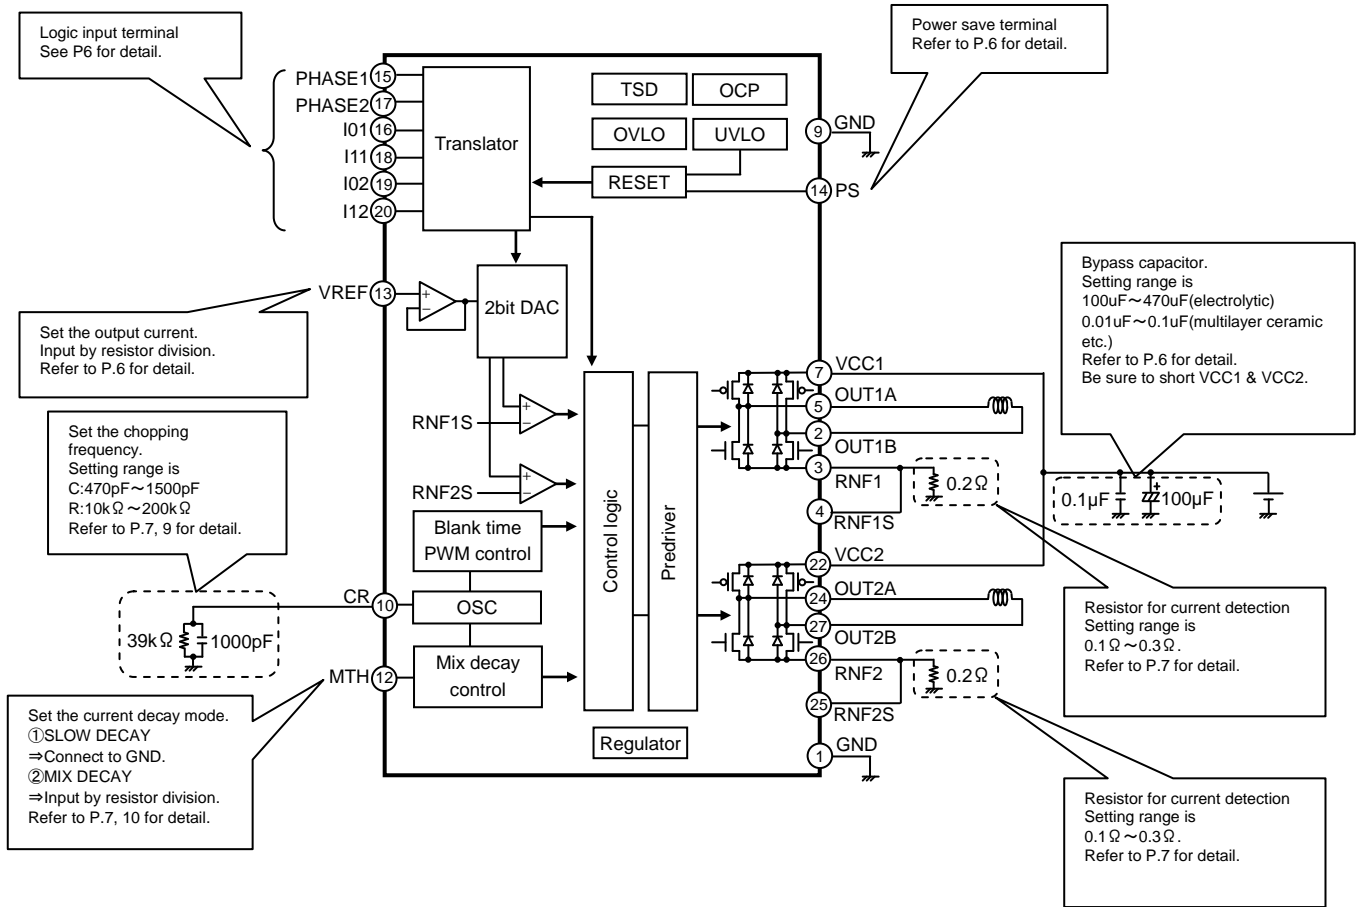 Logic input terminal
See P6 for detail.
Power save terminal
Refer to P.6 for detail.
PHASE1 15
PHASE2 17
I01 16
I11 18
I02 19
I12 20
Translator
TSD
OCP
OVLO
UVLO
RESET
9 GND
14 PS
VREF 13
+
−
2bit DAC
Set the output current.
Input by resistor division.
Refer to P.6 for detail.
Bypass capacitor.
Setting range is
100uF～470uF(electrolytic)
0.01uF～0.1uF(multilayer ceramic
etc.)
Refer to P.6 for detail.
Be sure to short VCC1 & VCC2.
Set the chopping
frequency.
Setting range is
C:470pF～1500pF
R:10kΩ～200kΩ
Refer to P.7, 9 for detail.
RNF1S
+
−
RNF2S
+
−
Blank time
PWM control
OSC
Mix decay
control
Control logic
Predriver
Regulator
7 VCC1
5 OUT1A
2 OUT1B
3 RNF1
4 RNF1S
0.2Ω
0.1µF
+
100µF
22 VCC2
24 OUT2A
27 OUT2B
26 RNF2
25 RNF2S
0.2Ω
1 GND
CR 10
39kΩ
1000pF
MTH 12
Set the current decay mode.
①SLOW DECAY
⇒Connect to GND.
②MIX DECAY
⇒Input by resistor division.
Refer to P.7, 10 for detail.
Resistor for current detection
Setting range is
0.1Ω～0.3Ω.
Refer to P.7 for detail.
Resistor for current detection
Setting range is
0.1Ω～0.3Ω.
Refer to P.7 for detail.